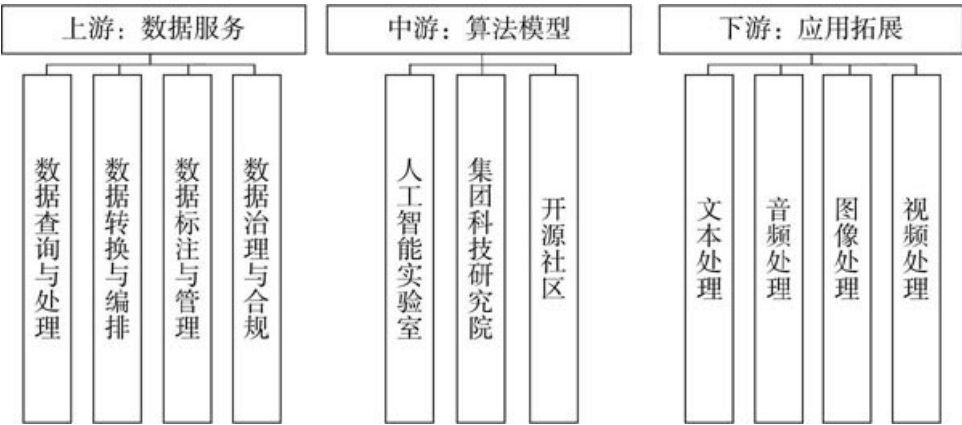 上游：数据服务
中游：算法模型
下游：应用拓展
数据查询与处理
数据转换与编排
数据标注与管理
数据治理与合规
人工智能实验室
集团科技研究院
开源社区
文本处理
音频处理
图像处理
视频处理